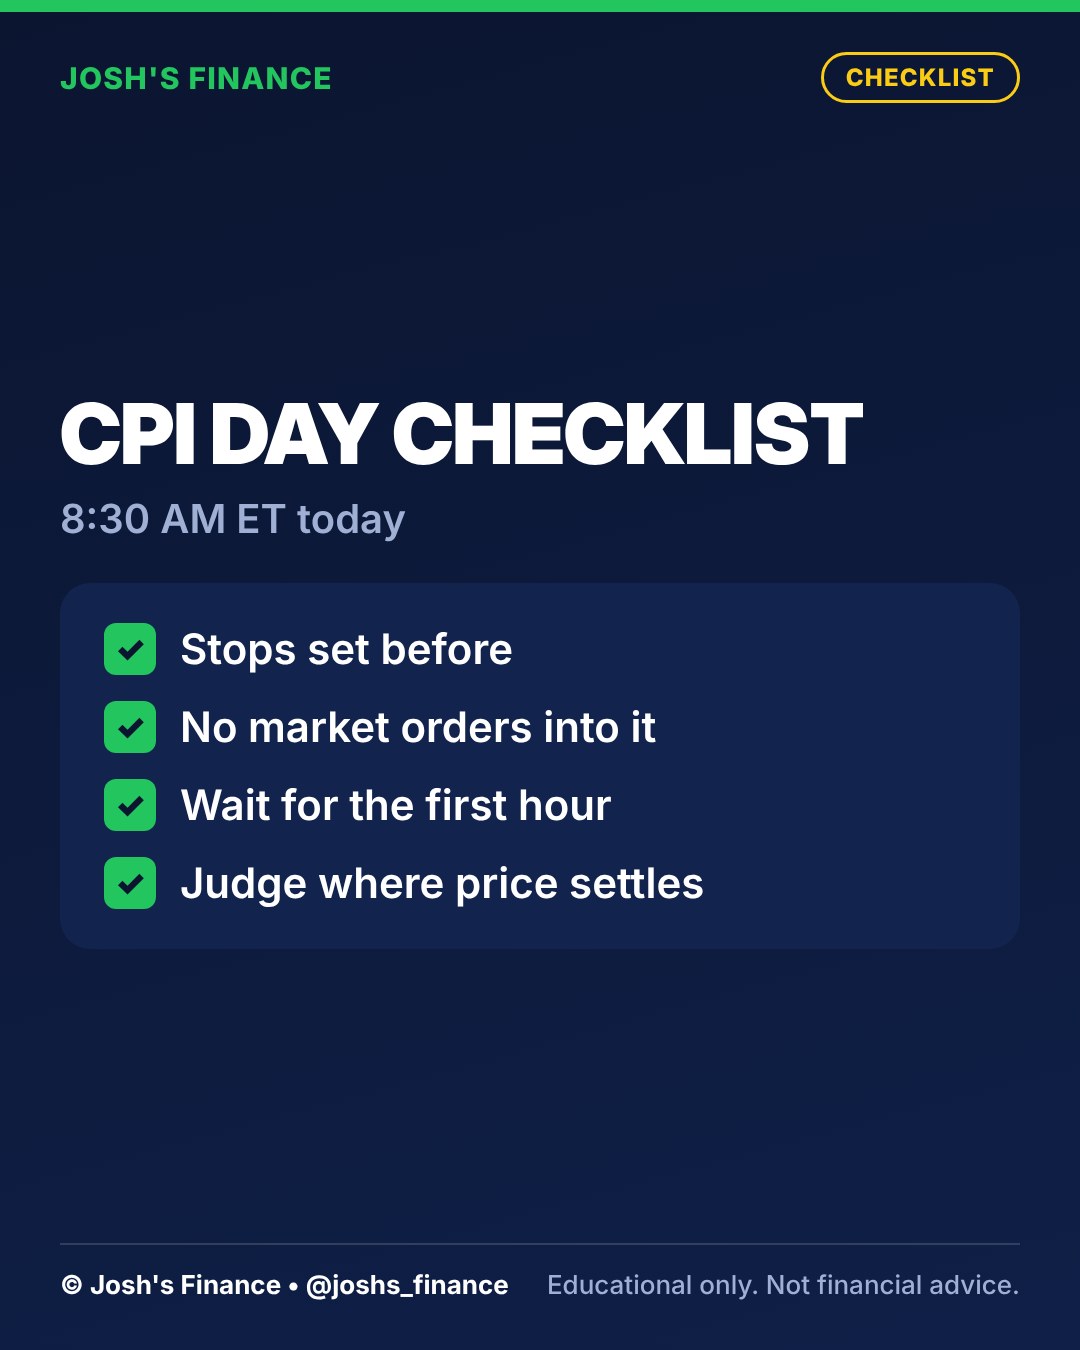 JOSH'S FINANCE
CHECKLIST
CPI DAY CHECKLIST
8:30 AM ET today
Stops set before
No market orders into it
Wait for the first hour
Judge where price settles
© Josh's Finance • @joshs_finance
Educational only. Not financial advice.